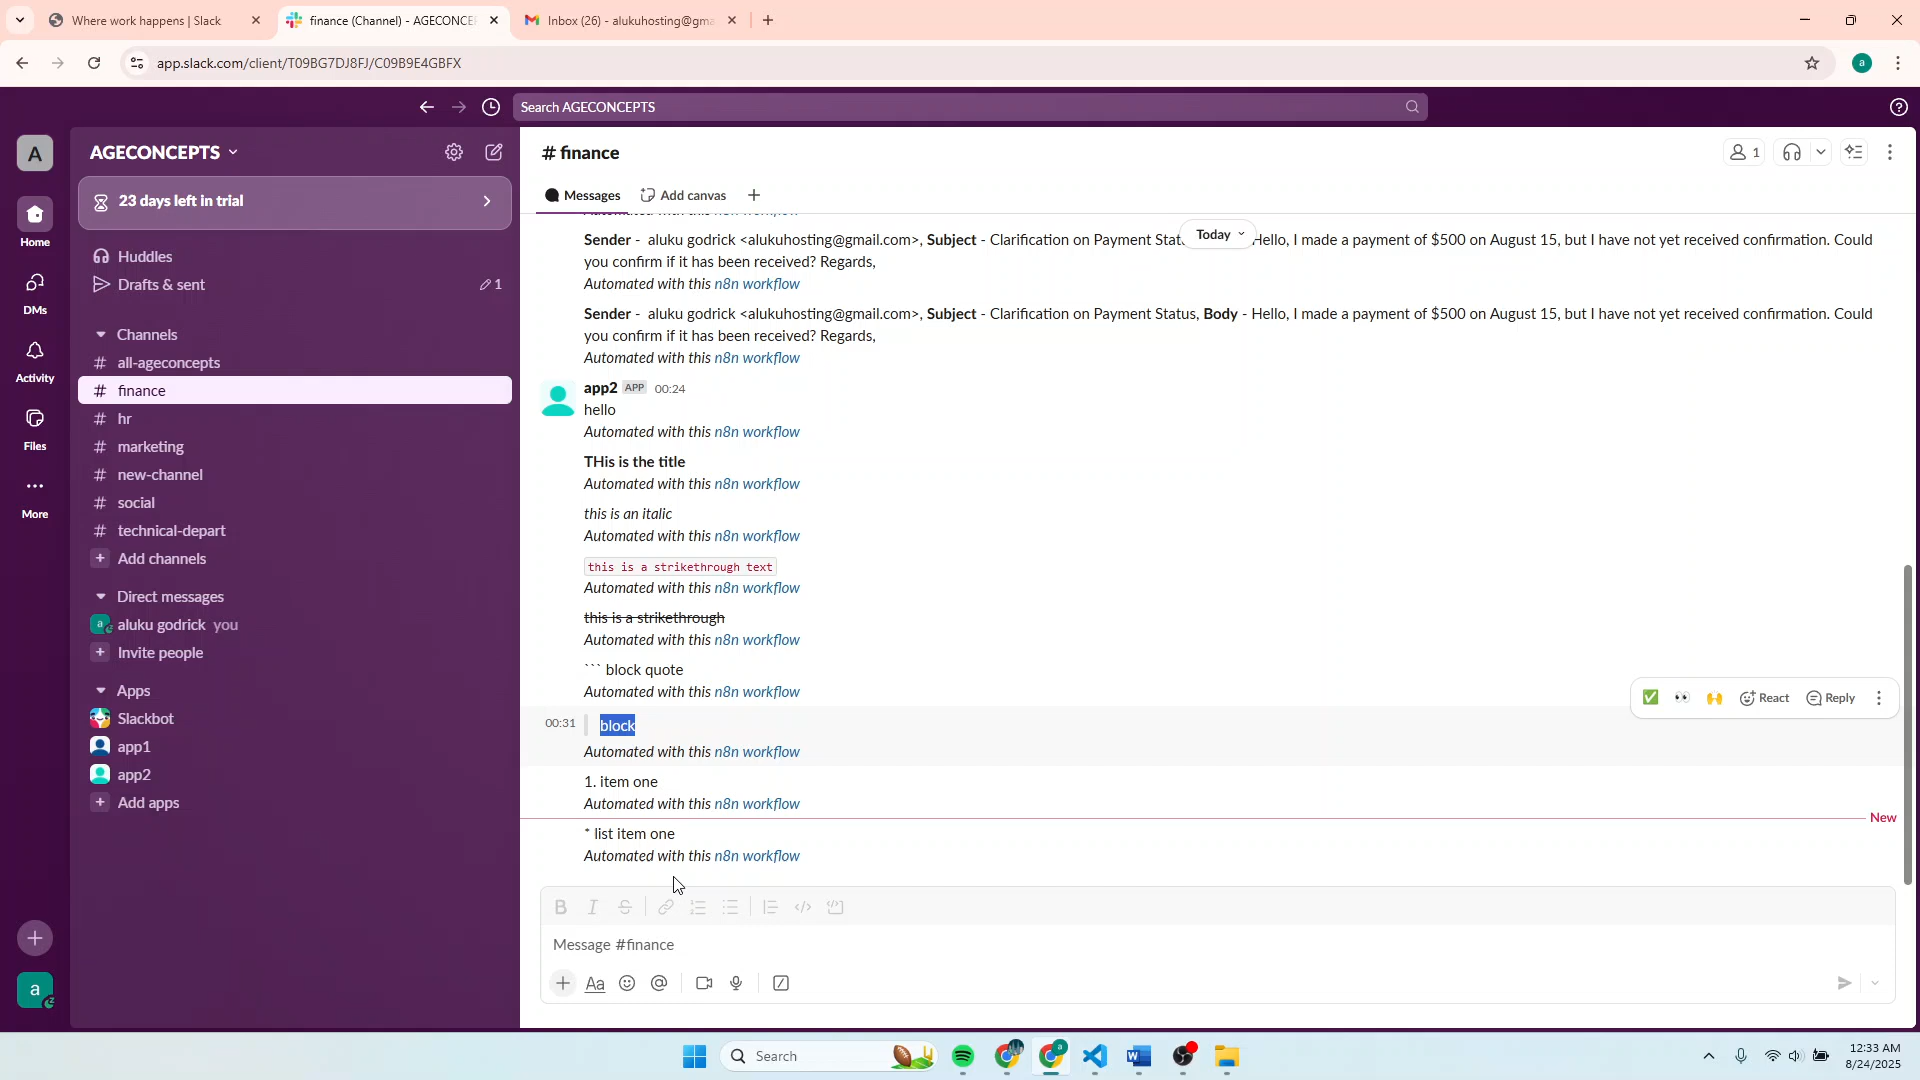 Where work happens | Slack
finance (Channel) - AGECONCEP
Inbox (26) - alukuhosting@gma
app.slack.com/client/T09BG7DJ8FJ/C09B9E4GBFX
a
Search AGECONCEPTS
A
AGECONCEPTS
# finance
1
23 days left in trial
Messages
Add canvas
Home
Huddles
Drafts & sent
1
DMs
Channels
# all-ageconcepts
Activity
# finance
# hr
Files
# marketing
# new-channel
More
# social
# technical-depart
Add channels
Direct messages
a
aluku godrick you
Invite people
Apps
Slackbot
app1
app2
Add apps
a
Automated with this n8n workflow
Today
Sender - aluku godrick <alukuhosting@gmail.com>, Subject - Clarification on Payment Statu Hello, I made a payment of $500 on August 15, but I have not yet received confirmation. Could
you confirm if it has been received? Regards,
Automated with this n8n workflow
Sender - aluku godrick <alukuhosting@gmail.com>, Subject - Clarification on Payment Status, Body - Hello, I made a payment of $500 on August 15, but I have not yet received confirmation. Could
you confirm if it has been received? Regards,
Automated with this n8n workflow
app2 APP 00:24
hello
Automated with this n8n workflow
THis is the title
Automated with this n8n workflow
this is an italic
Automated with this n8n workflow
this is a strikethrough text
Automated with this n8n workflow
this is a strikethrough
Automated with this n8n workflow
``` block quote
Automated with this n8n workflow
React
Reply
00:31 block
Automated with this n8n workflow
1. item one
Automated with this n8n workflow
New
* list item one
Automated with this n8n workflow
Message #finance
Aa
Search
12:33 AM
8/24/2025